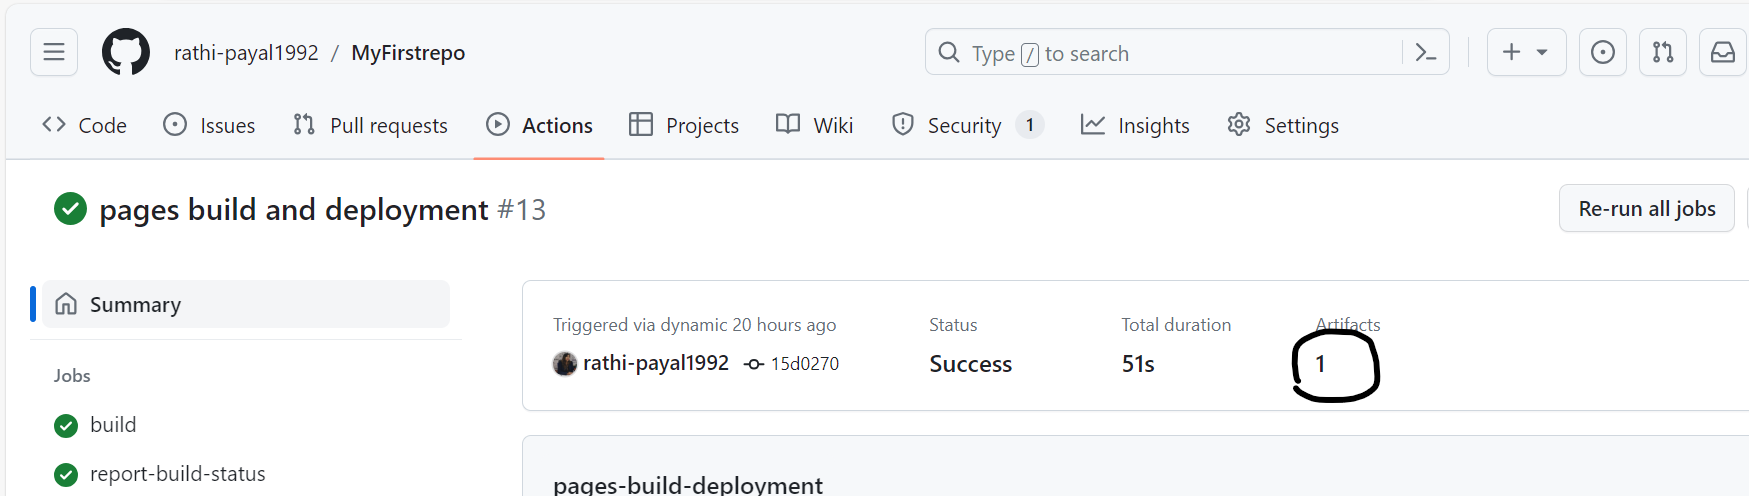 rathi-payal1992 / MyFirstrepo
Type / to search
Code Issues Pull requests Actions Projects Wiki Security 1 Insights Settings
pages build and deployment #13
Re-run all jobs
Summary
Jobs
build
report-build-status
Triggered via dynamic 20 hours ago
rathi-payal1992 15d0270
Status
Success
Total duration
51s
Artifacts
1
pages-build-deployment